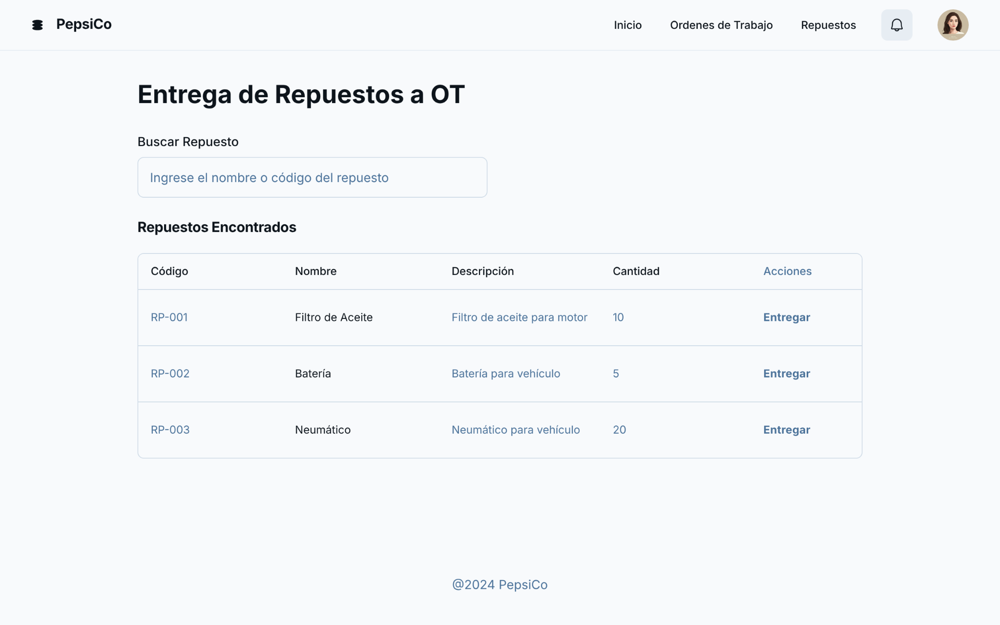 PepsiCo
Inicio
Ordenes de Trabajo
Repuestos
Entrega de Repuestos a OT
Buscar Repuesto
Ingrese el nombre o código del repuesto
Repuestos Encontrados
Código Nombre Descripción Cantidad Acciones
RP-001 Filtro de Aceite Filtro de aceite para motor 10 Entregar
RP-002 Batería Batería para vehículo 5 Entregar
RP-003 Neumático Neumático para vehículo 20 Entregar
@2024 PepsiCo